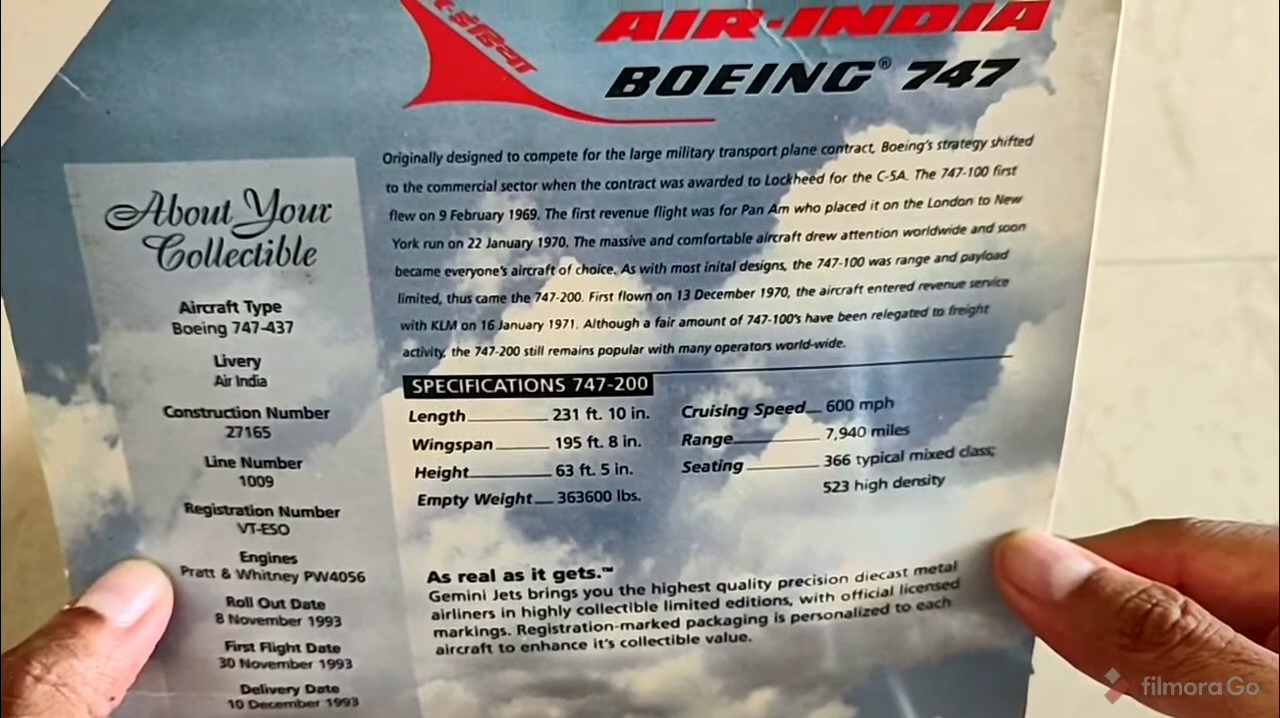 र-इंडिया
AIR-INDIA
BOEING® 747
Originally designed to compete for the large military transport plane contract, Boeing's strategy shifted
to the commercial sector when the contract was awarded to Lockheed for the C-5A. The 747-100 first
flew on 9 February 1969. The first revenue flight was for Pan Am who placed it on the London to New
York run on 22 January 1970. The massive and comfortable aircraft drew attention worldwide and soon
became everyone's aircraft of choice. As with most inital designs, the 747-100 was range and payload
limited, thus came the 747-200. First flown on 13 December 1970, the aircraft entered revenue service
with KLM on 16 January 1971. Although a fair amount of 747-100's have been relegated to freight
activity, the 747-200 still remains popular with many operators world-wide.
About Your
Collectible
Aircraft Type
Boeing 747-437
Livery
Air India
Construction Number
27165
Line Number
1009
Registration Number
VT-ESO
Engines
Pratt & Whitney PW4056
Roll Out Date
8 November 1993
First Flight Date
30 November 1993
Delivery Date
10 December 1993
SPECIFICATIONS 747-200
Length 231 ft. 10 in.
Wingspan 195 ft. 8 in.
Height 63 ft. 5 in.
Empty Weight 363600 lbs.
Cruising Speed 600 mph
Range 7,940 miles
Seating 366 typical mixed class;
523 high density
As real as it gets.™
Gemini Jets brings you the highest quality precision diecast metal
airliners in highly collectible limited editions, with official licensed
markings. Registration-marked packaging is personalized to each
aircraft to enhance it's collectible value.
filmoraGo